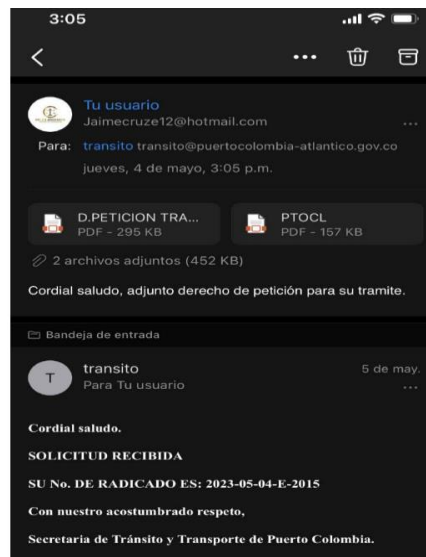 3:05
Tu usuario
Jaimecruze12@hotmail.com
Para: transito transito@puertocolombia-atlantico.gov.co
jueves, 4 de mayo, 3:05 p.m.
D.PETICION TRA...
PDF - 295 KB
PTOCL
PDF - 157 KB
2 archivos adjuntos (452 KB)
Cordial saludo, adjunto derecho de petición para su tramite.
Bandeja de entrada
T
transito
5 de may.
Para Tu usuario
Cordial saludo.
SOLICITUD RECIBIDA
SU No. DE RADICADO ES: 2023-05-04-E-2015
Con nuestro acostumbrado respeto,
Secretaria de Tránsito y Transporte de Puerto Colombia.